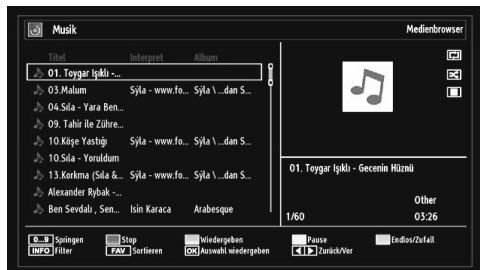 Musik Medienbrowser
Titel Interpret Album
01. Toygar Işıklı -...
03.Malum Sýla - www.fo... Sýla \ ...dan S...
04.Sıla - Yara Ben...
09. Tahir ile Zühre...
10.Köşe Yastığı Sýla - www.fo... Sýla \ ...dan S...
10.Sıla - Yoruldum
13.Korkma (Sıla &... Sýla - www.fo... Sýla \ ...dan S...
Alexander Rybak -...
Ben Sevdalı , Sen... Isin Karaca Arabesque
01. Toygar Işıklı - Gecenin Hüznü
Other
1/60 03:26
0...9 Springen Stop Wiedergeben Pause Endlos/Zufall
INFO Filter FAV Sortieren OK Auswahl wiedergeben Zurück/Vor